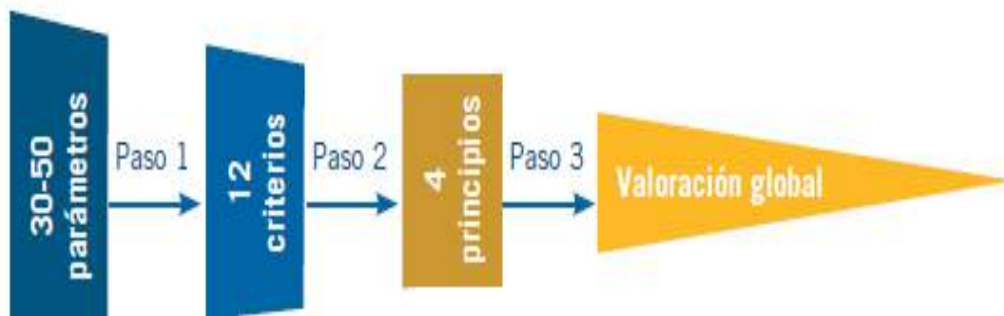 30-50
parámetros
Paso 1
12
criterios
Paso 2
4
principios
Paso 3
Valoración global